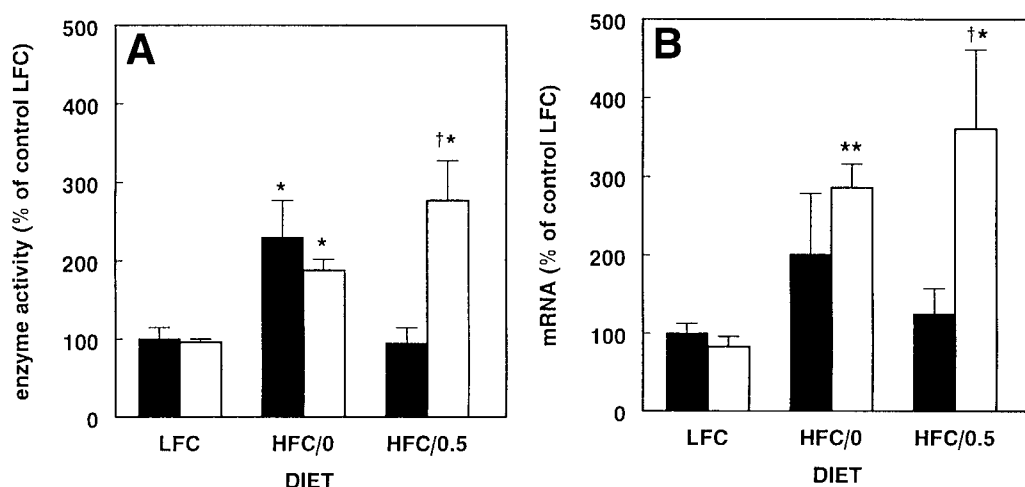 A
enzyme activity (% of control LFC)
500
400
300
200
100
0
*
*
†*
LFC HFC/0 HFC/0.5
DIET
B
mRNA (% of control LFC)
500
400
300
200
100
0
**
†*
LFC HFC/0 HFC/0.5
DIET